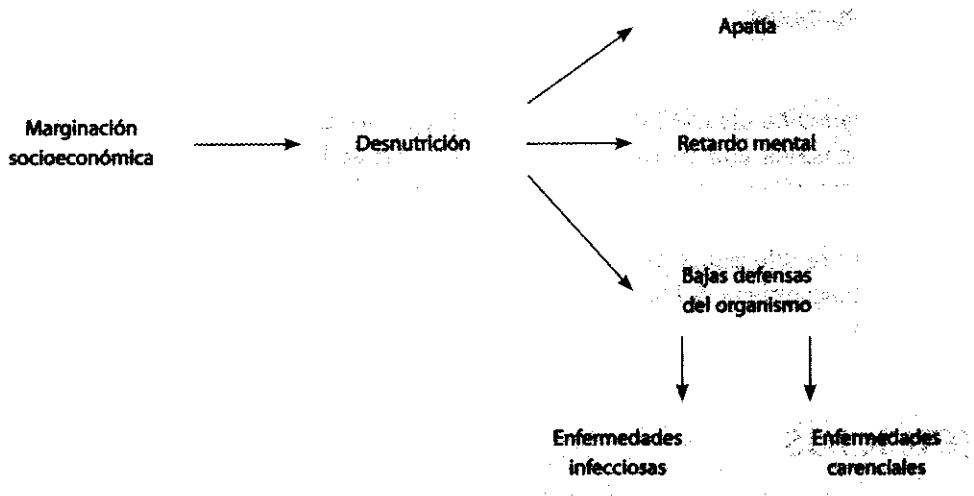 Apatía
Marginación
socioeconómica
Desnutrición
Retardo mental
Bajas defensas
del organismo
Enfermedades
infecciosas
Enfermedades
carenciales